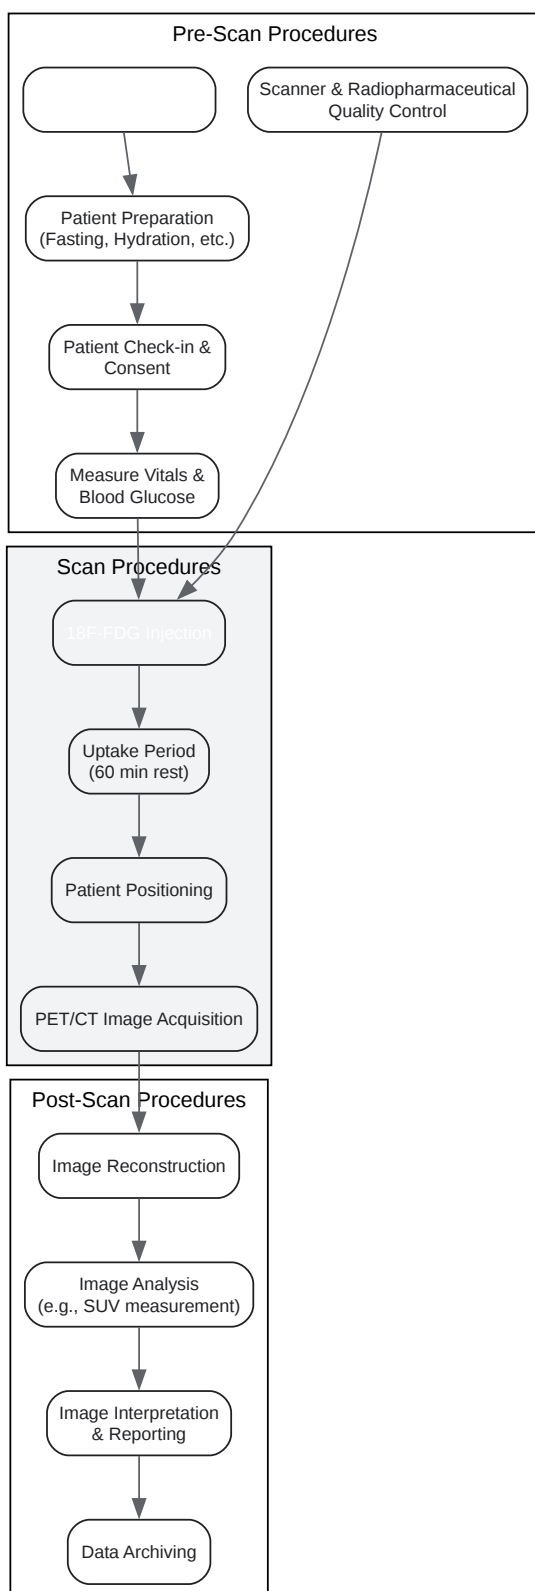 Pre-Scan Procedures
Scanner & Radiopharmaceutical
Quality Control
Patient Preparation
(Fasting, Hydration, etc.)
Patient Check-in &
Consent
Measure Vitals &
Blood Glucose
Scan Procedures
18F-FDG Injection
Uptake Period
(60 min rest)
Patient Positioning
PET/CT Image Acquisition
Post-Scan Procedures
Image Reconstruction
Image Analysis
(e.g., SUV measurement)
Image Interpretation
& Reporting
Data Archiving